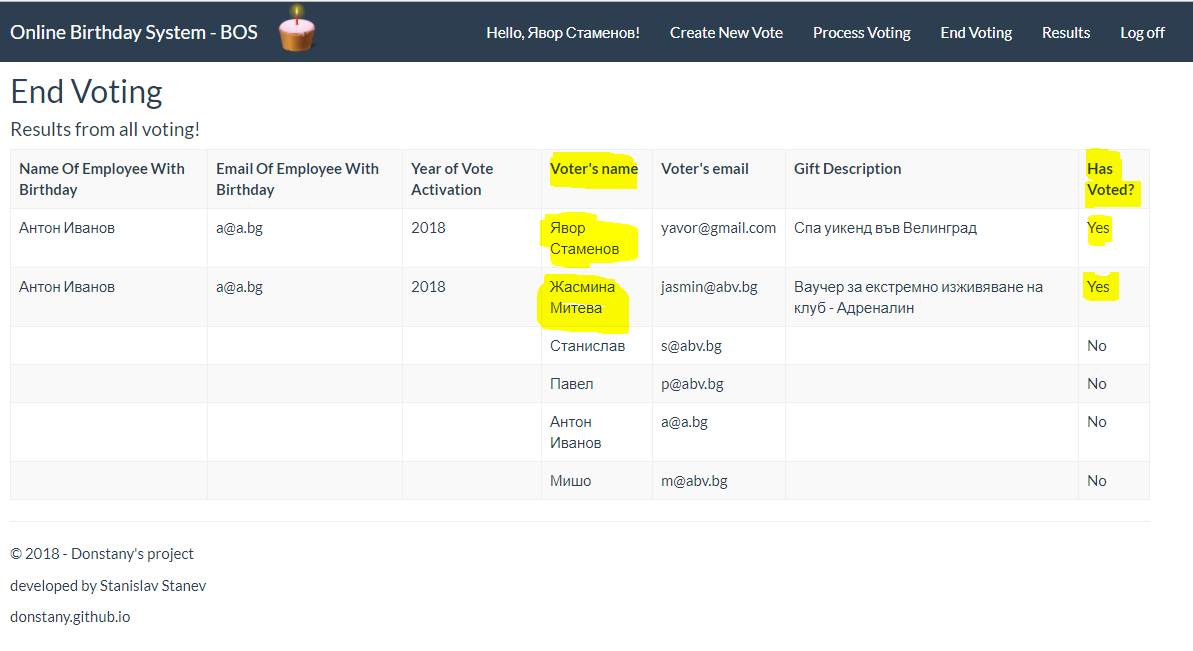 Online Birthday System - BOS
Hello, Явор Стаменов!
Create New Vote
Process Voting
End Voting
Results
Log off
End Voting
Results from all voting!
Name Of Employee With Birthday
Email Of Employee With Birthday
Year of Vote Activation
Voter's name
Voter's email
Gift Description
Has Voted?
Антон Иванов
a@a.bg
2018
Явор Стаменов
yavor@gmail.com
Спа уикенд във Велинград
Yes
Антон Иванов
a@a.bg
2018
Жасмина Митева
jasmin@abv.bg
Ваучер за екстремно изживяване на клуб - Адреналин
Yes
Станислав
s@abv.bg
No
Павел
p@abv.bg
No
Антон Иванов
a@a.bg
No
Мишо
m@abv.bg
No
© 2018 - Donstany's project
developed by Stanislav Stanev
donstany.github.io